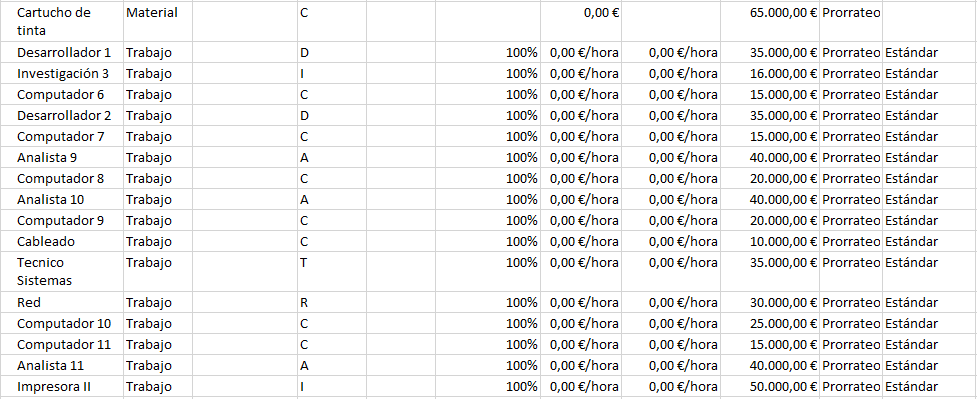 Cartucho de tinta Material C 0,00 € 65.000,00 € Prorrateo
Desarrollador 1 Trabajo D 100% 0,00 €/hora 0,00 €/hora 35.000,00 € Prorrateo Estándar
Investigación 3 Trabajo I 100% 0,00 €/hora 0,00 €/hora 16.000,00 € Prorrateo Estándar
Computador 6 Trabajo C 100% 0,00 €/hora 0,00 €/hora 15.000,00 € Prorrateo Estándar
Desarrollador 2 Trabajo D 100% 0,00 €/hora 0,00 €/hora 35.000,00 € Prorrateo Estándar
Computador 7 Trabajo C 100% 0,00 €/hora 0,00 €/hora 15.000,00 € Prorrateo Estándar
Analista 9 Trabajo A 100% 0,00 €/hora 0,00 €/hora 40.000,00 € Prorrateo Estándar
Computador 8 Trabajo C 100% 0,00 €/hora 0,00 €/hora 20.000,00 € Prorrateo Estándar
Analista 10 Trabajo A 100% 0,00 €/hora 0,00 €/hora 40.000,00 € Prorrateo Estándar
Computador 9 Trabajo C 100% 0,00 €/hora 0,00 €/hora 20.000,00 € Prorrateo Estándar
Cableado Trabajo C 100% 0,00 €/hora 0,00 €/hora 10.000,00 € Prorrateo Estándar
Tecnico Sistemas Trabajo T 100% 0,00 €/hora 0,00 €/hora 35.000,00 € Prorrateo Estándar
Red Trabajo R 100% 0,00 €/hora 0,00 €/hora 30.000,00 € Prorrateo Estándar
Computador 10 Trabajo C 100% 0,00 €/hora 0,00 €/hora 25.000,00 € Prorrateo Estándar
Computador 11 Trabajo C 100% 0,00 €/hora 0,00 €/hora 15.000,00 € Prorrateo Estándar
Analista 11 Trabajo A 100% 0,00 €/hora 0,00 €/hora 40.000,00 € Prorrateo Estándar
Impresora II Trabajo I 100% 0,00 €/hora 0,00 €/hora 50.000,00 € Prorrateo Estándar